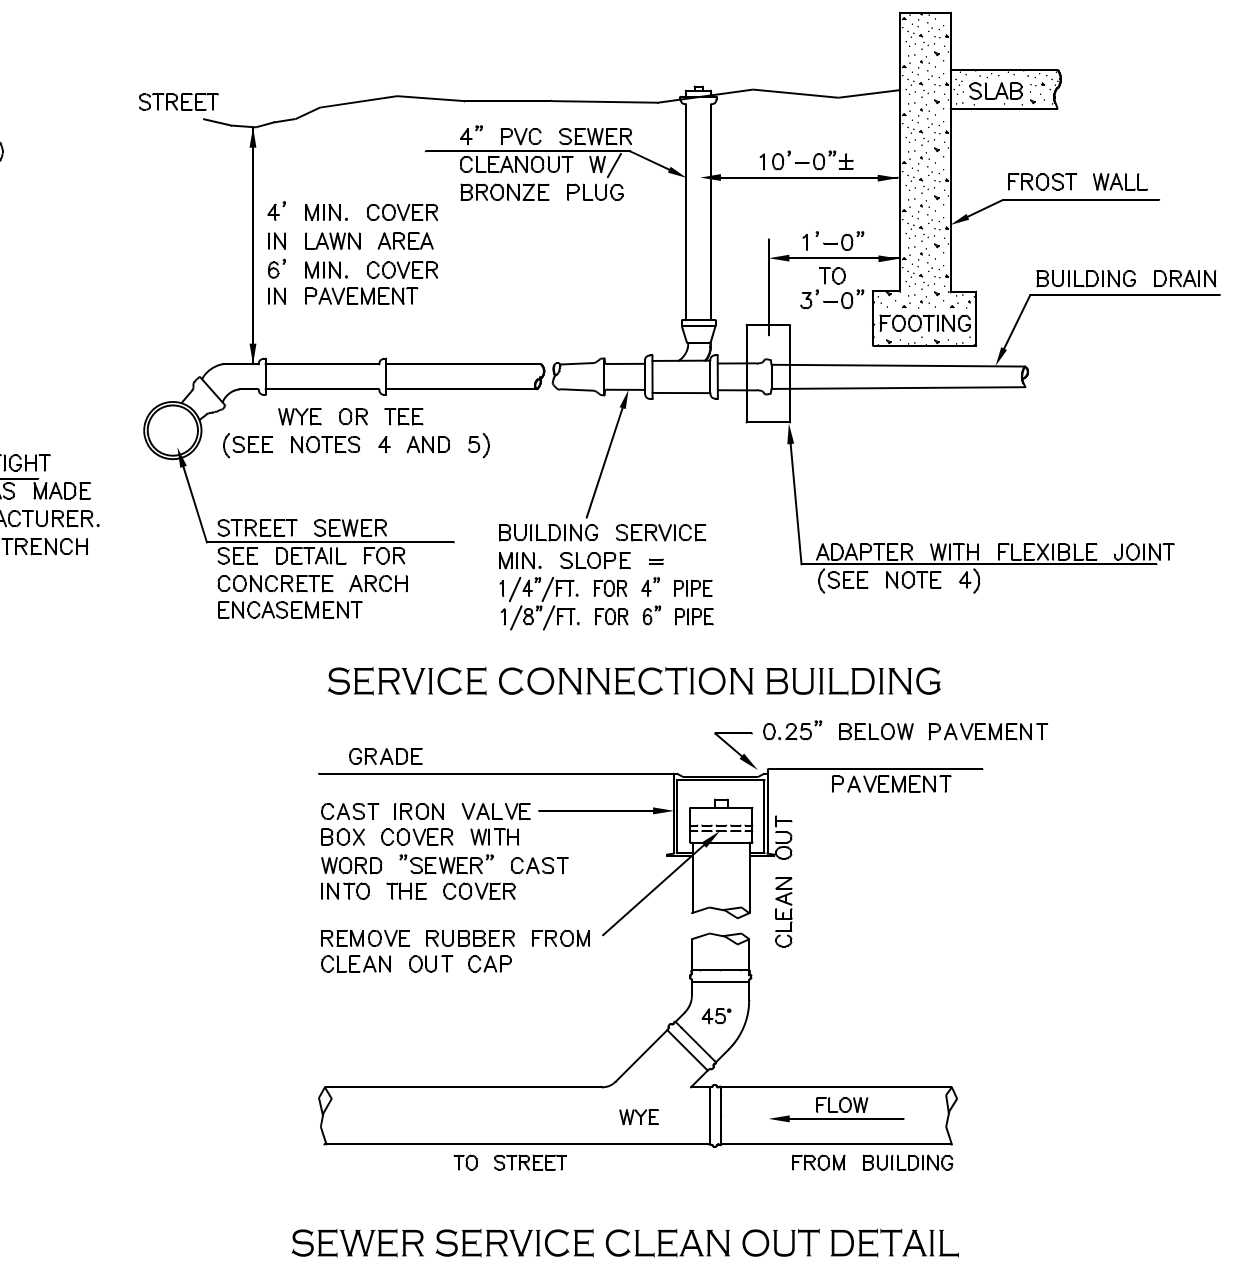 STREET
4" PVC SEWER
CLEANOUT W/
BRONZE PLUG
10'-0"±
SLAB
FROST WALL
4' MIN. COVER
IN LAWN AREA
6' MIN. COVER
IN PAVEMENT
1'-0"
TO
3'-0"
BUILDING DRAIN
FOOTING
WYE OR TEE
(SEE NOTES 4 AND 5)
MADE
TRENCH
STREET SEWER
SEE DETAIL FOR
CONCRETE ARCH
ENCASEMENT
BUILDING SERVICE
MIN. SLOPE =
1/4"/FT. FOR 4" PIPE
1/8"/FT. FOR 6" PIPE
ADAPTER WITH FLEXIBLE JOINT
(SEE NOTE 4)
SERVICE CONNECTION BUILDING
0.25" BELOW PAVEMENT
GRADE
PAVEMENT
CAST IRON VALVE
BOX COVER WITH
WORD "SEWER" CAST
INTO THE COVER
CLEAN OUT
REMOVE RUBBER FROM
CLEAN OUT CAP
45°
WYE
FLOW
TO STREET
FROM BUILDING
SEWER SERVICE CLEAN OUT DETAIL